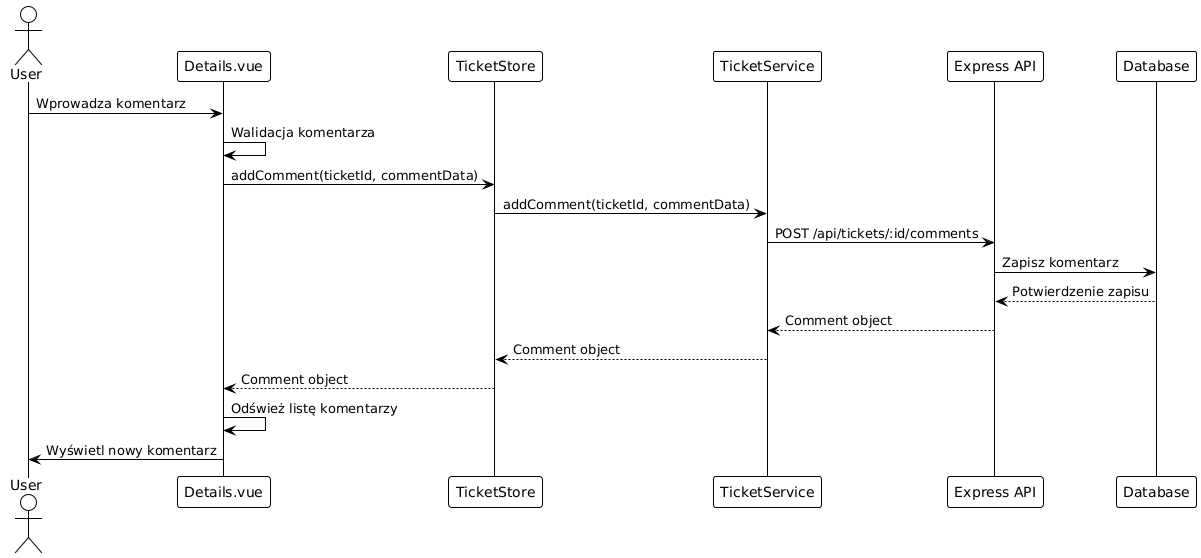 User
Details.vue
TicketStore
TicketService
Express API
Database
Wprowadza komentarz
Walidacja komentarza
addComment(ticketId, commentData)
addComment(ticketId, commentData)
POST /api/tickets/:id/comments
Zapisz komentarz
Potwierdzenie zapisu
Comment object
Comment object
Comment object
Odśwież listę komentarzy
Wyświetl nowy komentarz
User
Details.vue
TicketStore
TicketService
Express API
Database